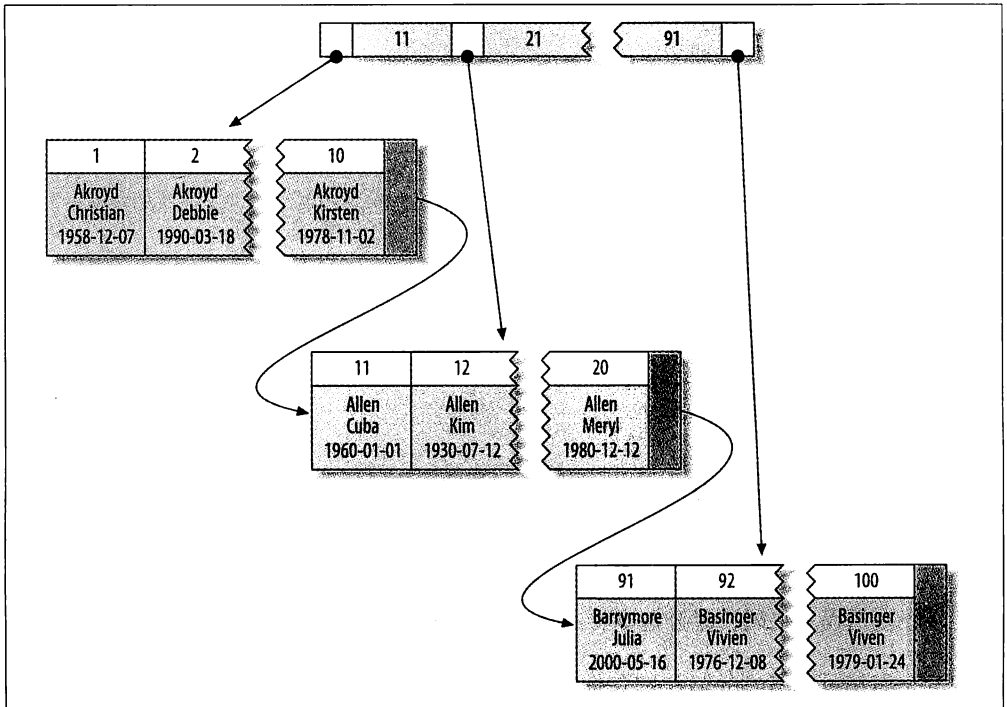 11 21 91
1 2 10
Akroyd Akroyd Akroyd
Christian Debbie Kirsten
1958-12-07 1990-03-18 1978-11-02
11 12 20
Allen Allen Allen
Cuba Kim Meryl
1960-01-01 1930-07-12 1980-12-12
91 92 100
Barrymore Basinger Basinger
Julia Vivien Viven
2000-05-16 1976-12-08 1979-01-24